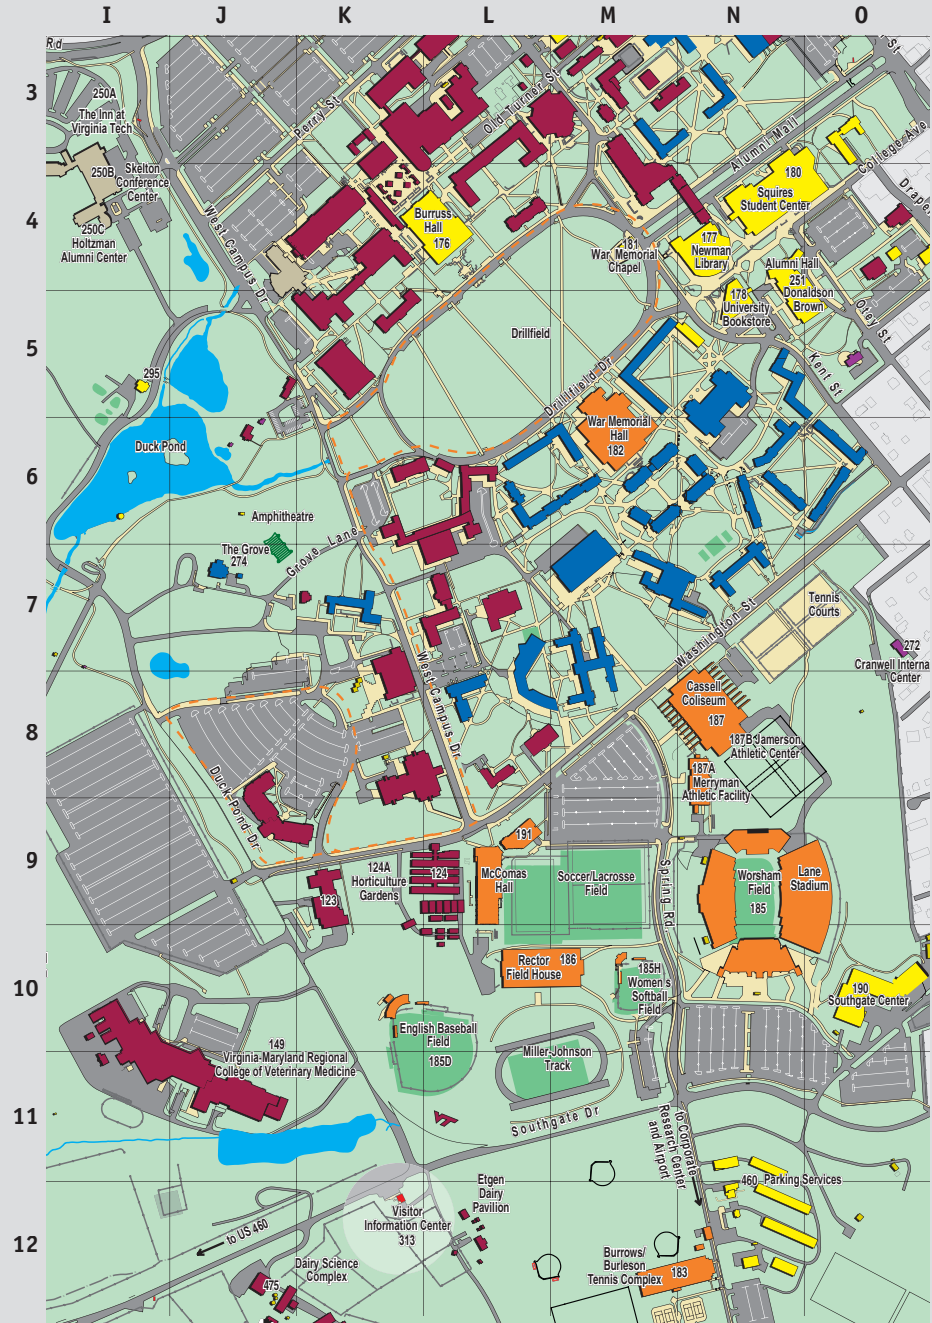 I J K L M N O
3
4
5
6
7
8
9
10
11
12
Rd
St
250A
The Inn at
Virginia Tech
Perry St
Old Turner St
Alumni Mall
College Ave
Draper
250B
Skelton
Conference
Center
250C
Holtzman
Alumni Center
West Campus Dr
Burruss
Hall
176
180
Squires
Student Center
181
War Memorial
Chapel
177
Newman
Library
Alumni Hall
251
Donaldson
Brown
178
University
Bookstore
Otey St
Drillfield
Kent St
295
Drillfield Dr
War Memorial
Hall
182
Duck Pond
Amphitheatre
The Grove
274
Grove Lane
Tennis
Courts
Washington St
272
Cranwell Interna
Center
West Campus Dr
Cassell
Coliseum
187
187B Jamerson
Athletic Center
187A
Merryman
Athletic Facility
Duck Pond Dr
191
124A
Horticulture
Gardens
124
McComas
Hall
Soccer/Lacrosse
Field
Spring Rd
Worsham
Field
185
Lane
Stadium
123
Rector
Field House
186
185H
Women's
Softball
Field
190
Southgate Center
English Baseball
Field
185D
149
Virginia-Maryland Regional
College of Veterinary Medicine
Miller-Johnson
Track
Southgate Dr
to Corporate
Research Center
and Airport
460
Parking Services
Etgen
Dairy
Pavilion
Visitor
Information Center
313
to US 460
Dairy Science
Complex
475
Burrows/
Burleson
Tennis Complex
183